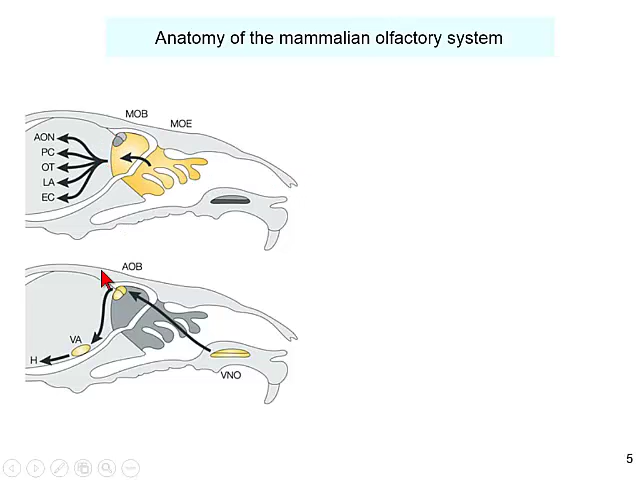 Anatomy of the mammalian olfactory system
MOB
MOE
AON
PC
OT
LA
EC
AOB
VA
H
VNO
5